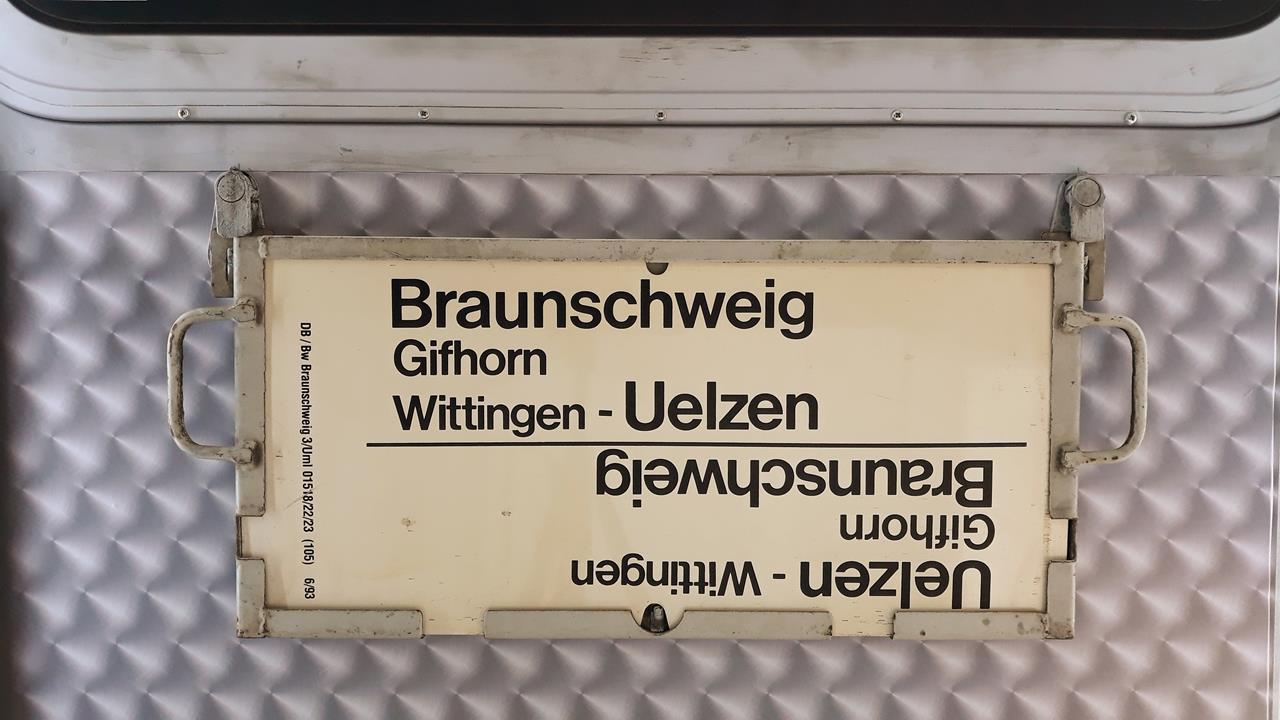 Braunschweig
Gifhorn
Wittingen - Uelzen
Uelzen - Wittingen
Gifhorn
Braunschweig
DB / Bw Braunschweig 3/Uml 01518/22/23 (105) 6/93